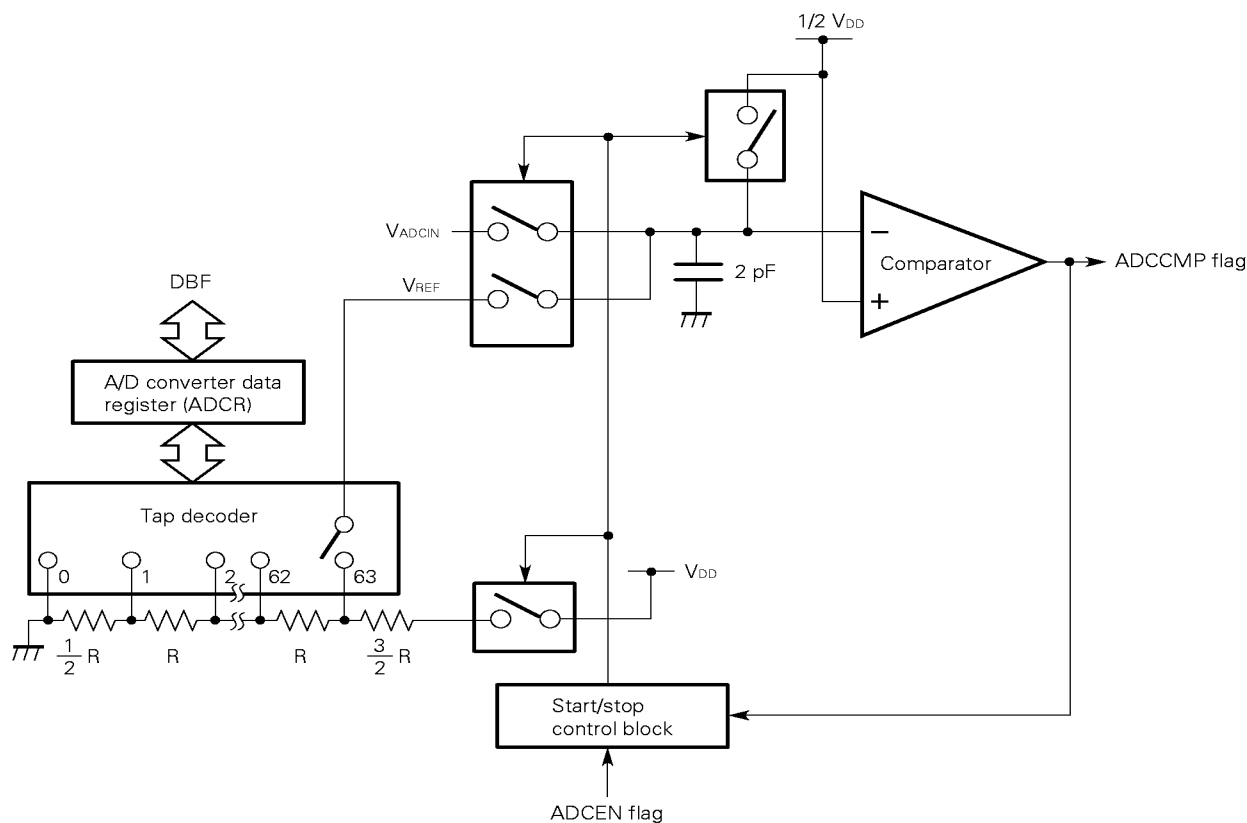 1/2 VDD
VADCIN
VREF
2 pF
−
Comparator
+
ADCCMP flag
DBF
A/D converter data
register (ADCR)
Tap decoder
0
1
2
62
63
1/2 R
R
R
3/2 R
VDD
Start/stop
control block
ADCEN flag